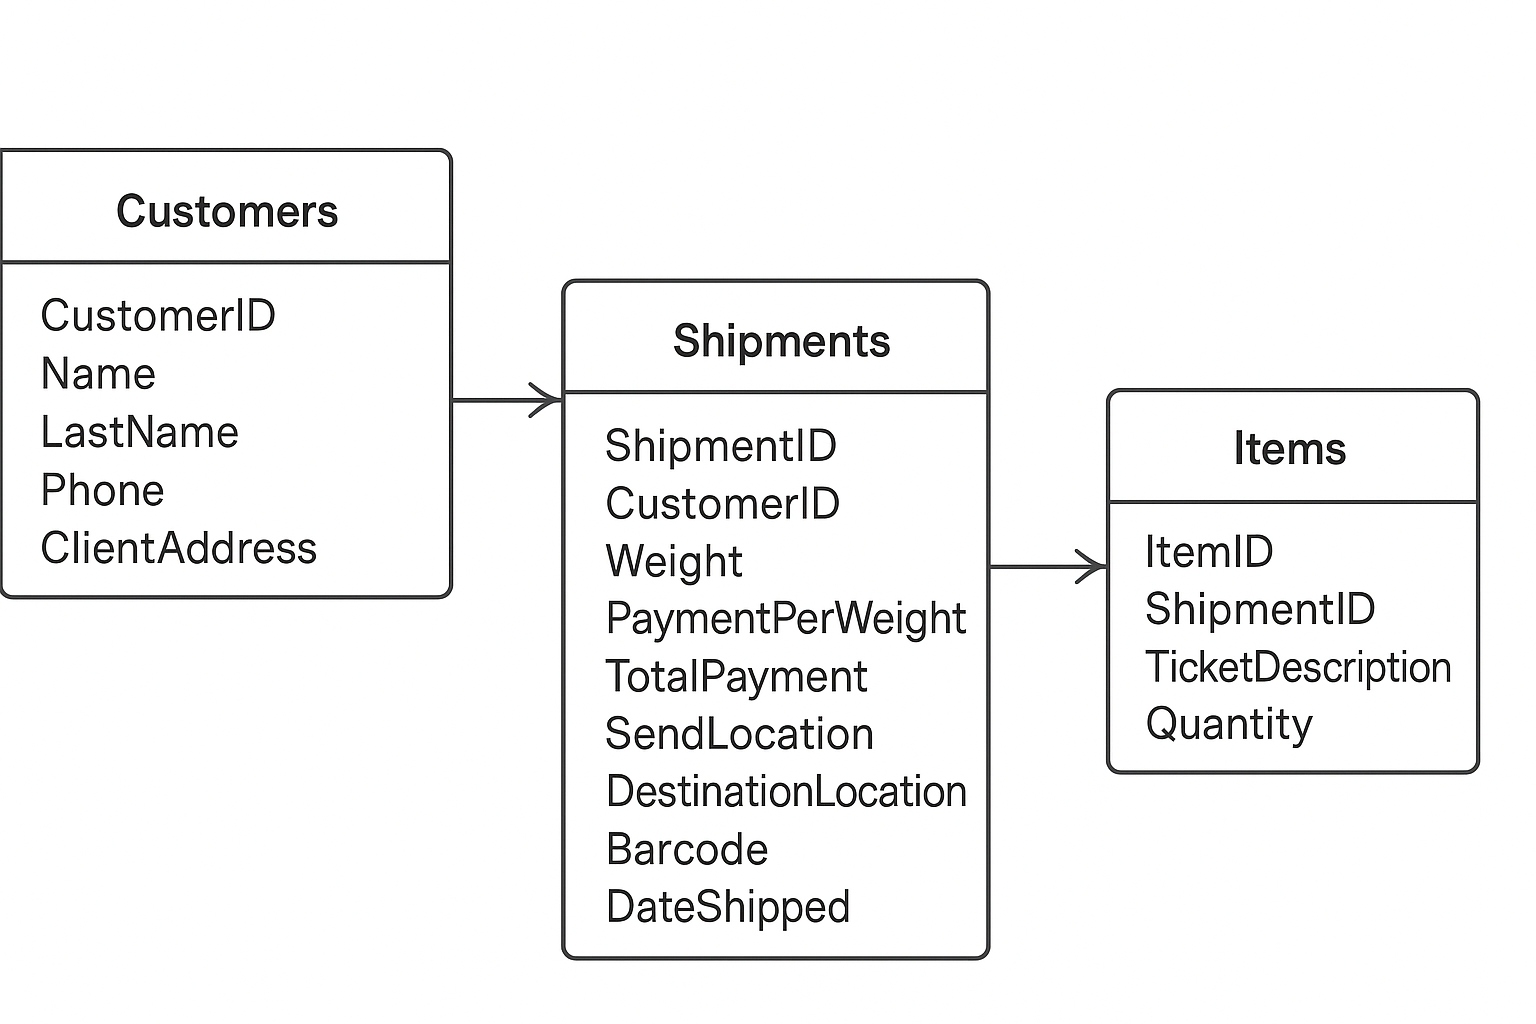 Customers
CustomerID
Name
LastName
Phone
ClientAddress
Shipments
ShipmentID
CustomerID
Weight
PaymentPerWeight
TotalPayment
SendLocation
DestinationLocation
Barcode
DateShipped
Items
ItemID
ShipmentID
TicketDescription
Quantity